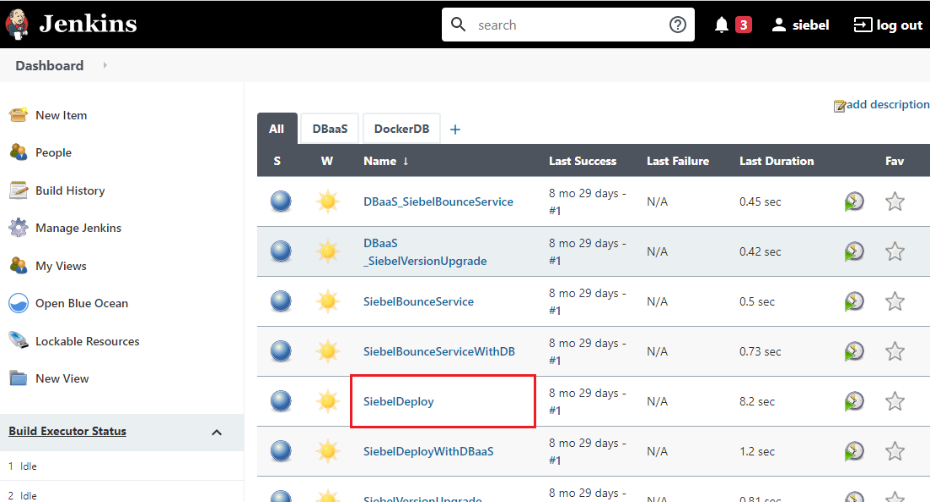 Jenkins
search
3
siebel
log out
Dashboard
New Item
People
Build History
Manage Jenkins
My Views
Open Blue Ocean
Lockable Resources
New View
Build Executor Status
1 Idle
2 Idle
add description
All DBaaS DockerDB +
S W Name ↓ Last Success Last Failure Last Duration Fav
DBaaS_SiebelBounceService 8 mo 29 days - N/A 0.45 sec
#1
DBaaS 8 mo 29 days - N/A 0.42 sec
_SiebelVersionUpgrade #1
SiebelBounceService 8 mo 29 days - N/A 0.5 sec
#1
SiebelBounceServiceWithDB 8 mo 29 days - N/A 0.73 sec
#1
SiebelDeploy 8 mo 29 days - N/A 8.2 sec
#1
SiebelDeployWithDBaaS 8 mo 29 days - N/A 1.2 sec
#1
SiebelVersionUpgrade 8 mo 29 days - N/A 0.81 sec